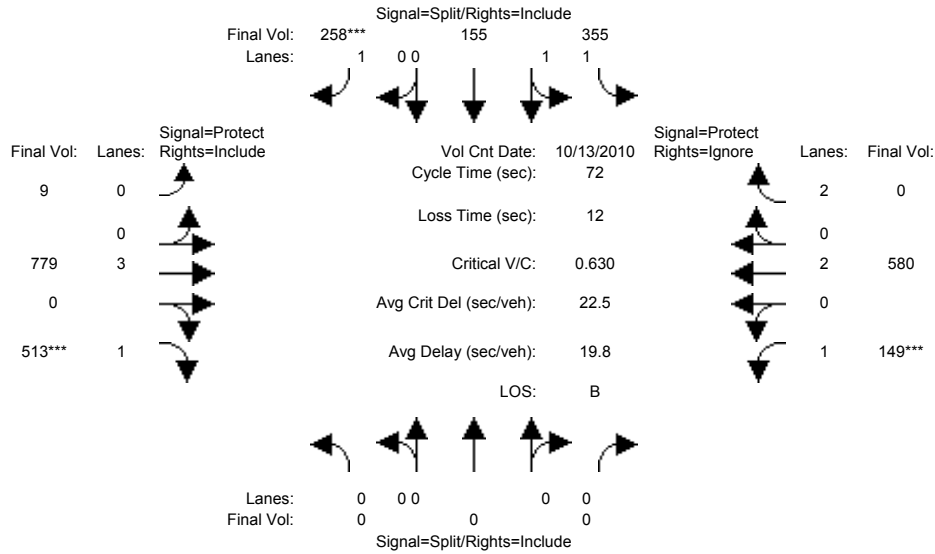 Signal=Split/Rights=Include
Final Vol: 258*** 155 355
Lanes: 1 0 0 1 1
Signal=Protect Signal=Protect
Final Vol: Lanes: Rights=Include Vol Cnt Date: 10/13/2010 Rights=Ignore Lanes: Final Vol:
Cycle Time (sec): 72
9 0 2 0
Loss Time (sec): 12
0 0
779 3 Critical V/C: 0.630 2 580
0 Avg Crit Del (sec/veh): 22.5 0
513*** 1 Avg Delay (sec/veh): 19.8 1 149***
LOS: B
Lanes: 0 0 0 0 0
Final Vol: 0 0 0
Signal=Split/Rights=Include